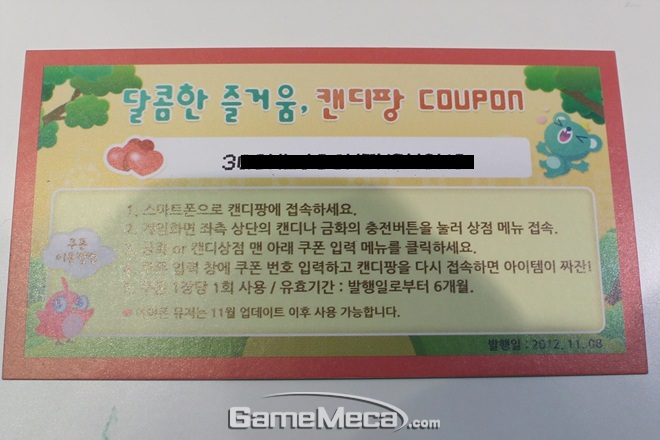 달콤한 즐거움, 캔디팡 COUPON
쿠폰
이용방법
1. 스마트폰으로 캔디팡에 접속하세요.
2. 게임화면 좌측 상단의 캔디나 금화의 충전버튼을 눌러 상점 메뉴 접속.
3. 금화 or 캔디상점 맨 아래 쿠폰 입력 메뉴를 클릭하세요.
4. 쿠폰 입력 창에 쿠폰 번호 입력하고 캔디팡을 다시 접속하면 아이템이 짜잔!
5. 쿠폰 1장당 1회 사용 / 유효기간 : 발행일로부터 6개월.
아이폰 유저는 11월 업데이트 이후 사용 가능합니다.
발행일 : 2012. 11. 08
GameMeca.com